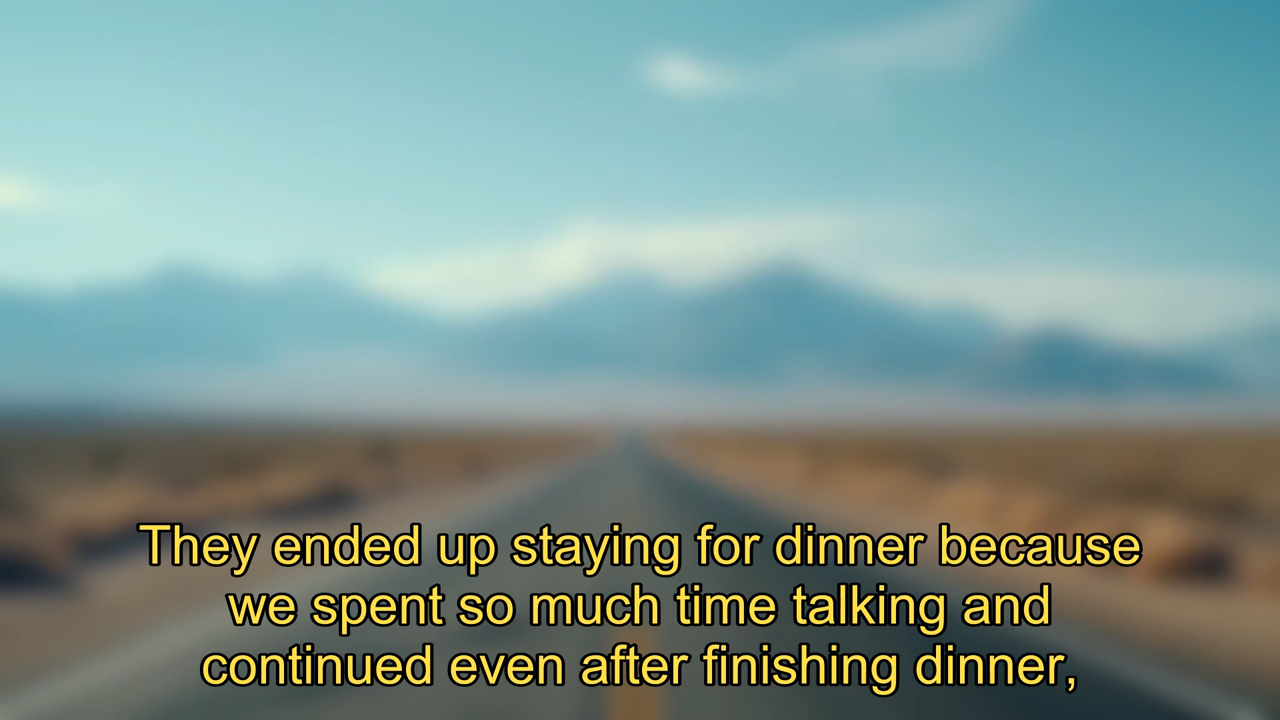 They ended up staying for dinner because
we spent so much time talking and
continued even after finishing dinner,